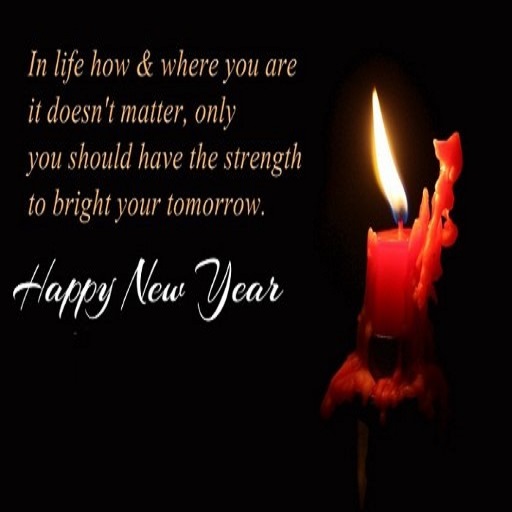 In life how & where you are
it doesn't matter, only
you should have the strength
to bright your tomorrow.
Happy New Year